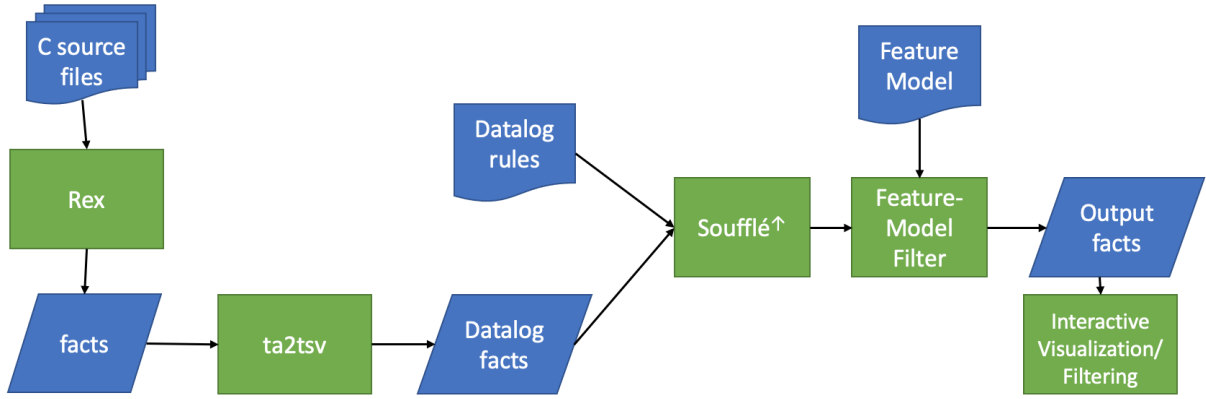 C source
files
Rex
facts
ta2tsv
Datalog
facts
Datalog
rules
Soufflé↑
Feature
Model
Feature-
Model
Filter
Output
facts
Interactive
Visualization/
Filtering